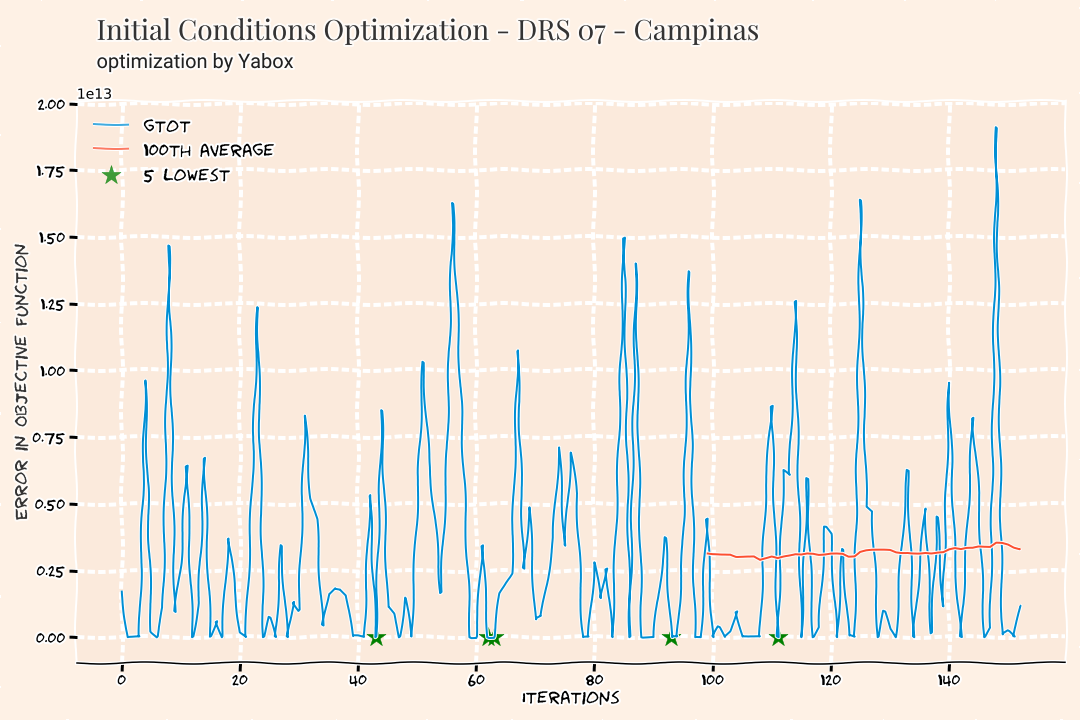 Initial Conditions Optimization - DRS 07 - Campinas
optimization by Yabox
1e13
2.00
1.75
1.50
1.25
1.00
0.75
0.50
0.25
0.00
GTOT
100TH AVERAGE
5 LOWEST
ERROR IN OBJECTIVE FUNCTION
0 20 40 60 80 100 120 140
ITERATIONS